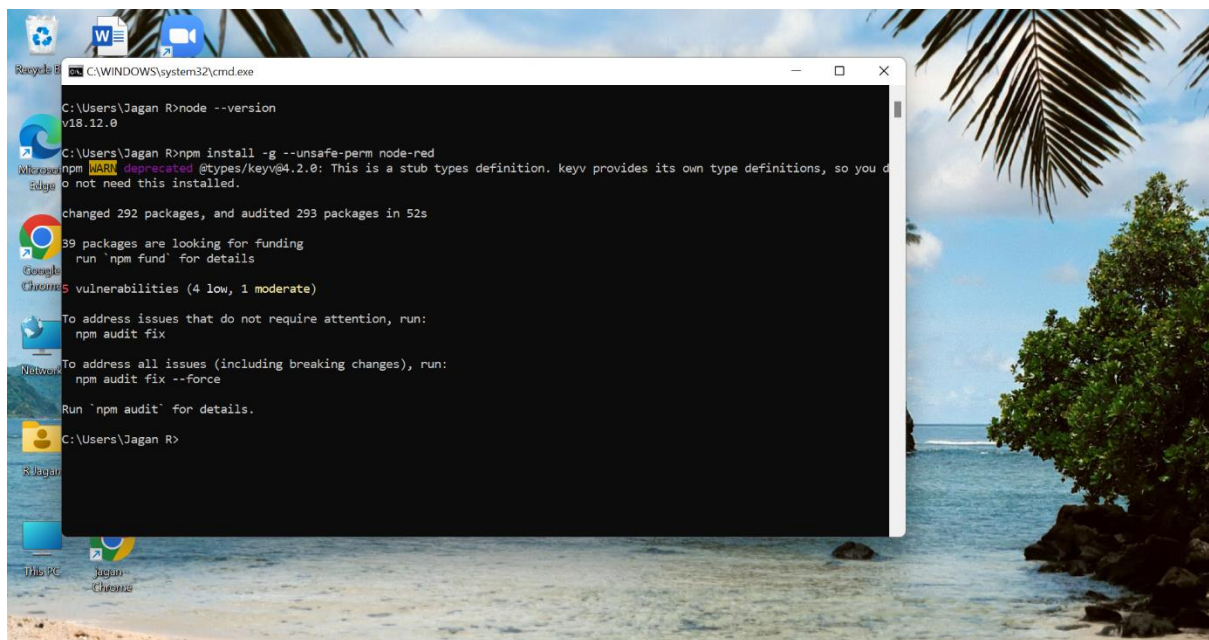 Recycle B
C:\WINDOWS\system32\cmd.exe
C:\Users\Jagan R>node --version
v18.12.0
C:\Users\Jagan R>npm install -g --unsafe-perm node-red
npm WARN deprecated @types/keyv@4.2.0: This is a stub types definition. keyv provides its own type definitions, so you d
o not need this installed.
changed 292 packages, and audited 293 packages in 52s
39 packages are looking for funding
run `npm fund` for details
5 vulnerabilities (4 low, 1 moderate)
To address issues that do not require attention, run:
npm audit fix
To address all issues (including breaking changes), run:
npm audit fix --force
Run `npm audit` for details.
C:\Users\Jagan R>
W
Microsof
Edge
Google
Chrome
Network
R Jagan
This PC
Jagan -
Chrome